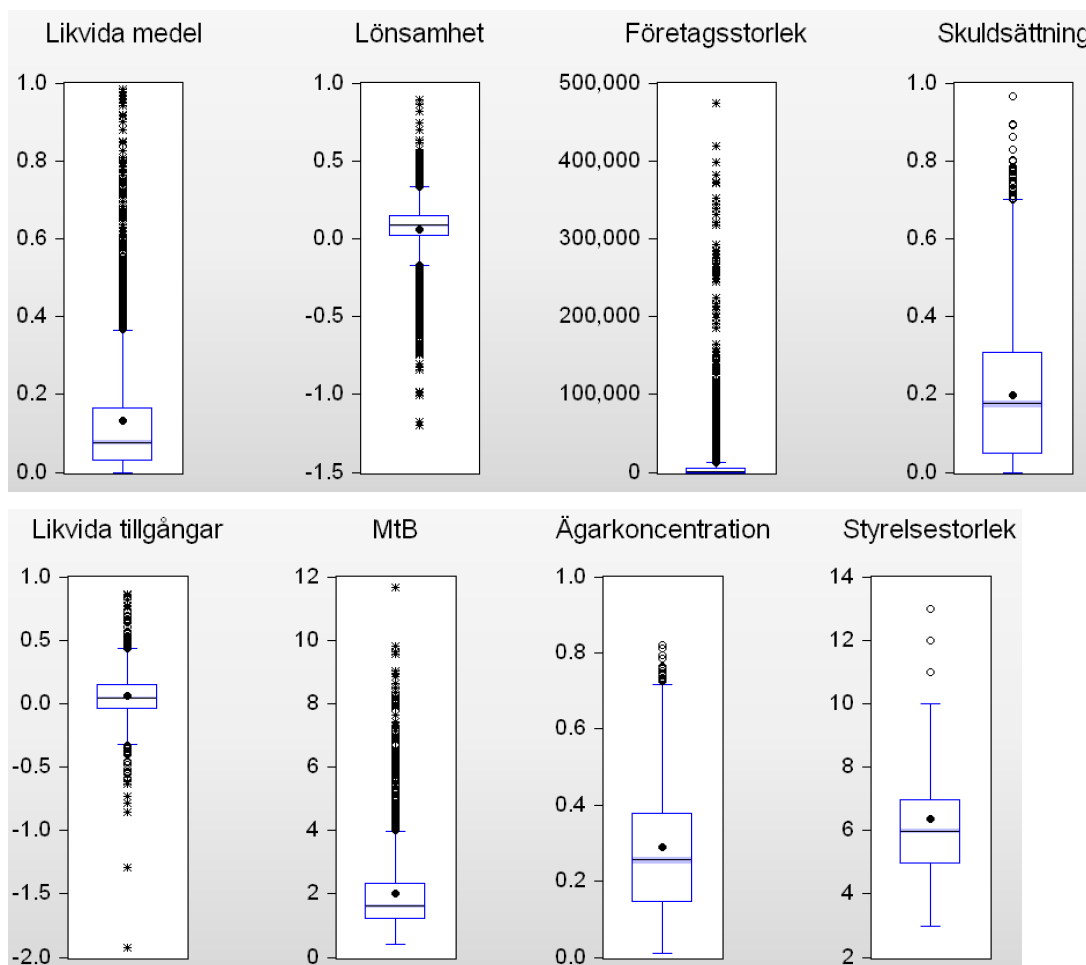 Likvida medel Lönsamhet Företagsstorlek Skuldsättning
1.0 1.0 500,000 1.0
0.8 0.5 400,000 0.8
0.6 0.0 300,000 0.6
0.4 -0.5 200,000 0.4
0.2 -1.0 100,000 0.2
0.0 -1.5 0 0.0
Likvida tillgångar MtB Ägarkoncentration Styrelsestorlek
1.0 12 1.0 14
0.5 10 0.8 12
0.0 8 0.6 10
-0.5 6 0.4 8
-1.0 4 0.2 6
-1.5 2 0.0 4
-2.0 0 2